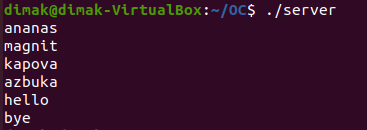 dimak@dimak-VirtualBox:~/OC$ ./server
ananas
magnit
kapova
azbuka
hello
bye